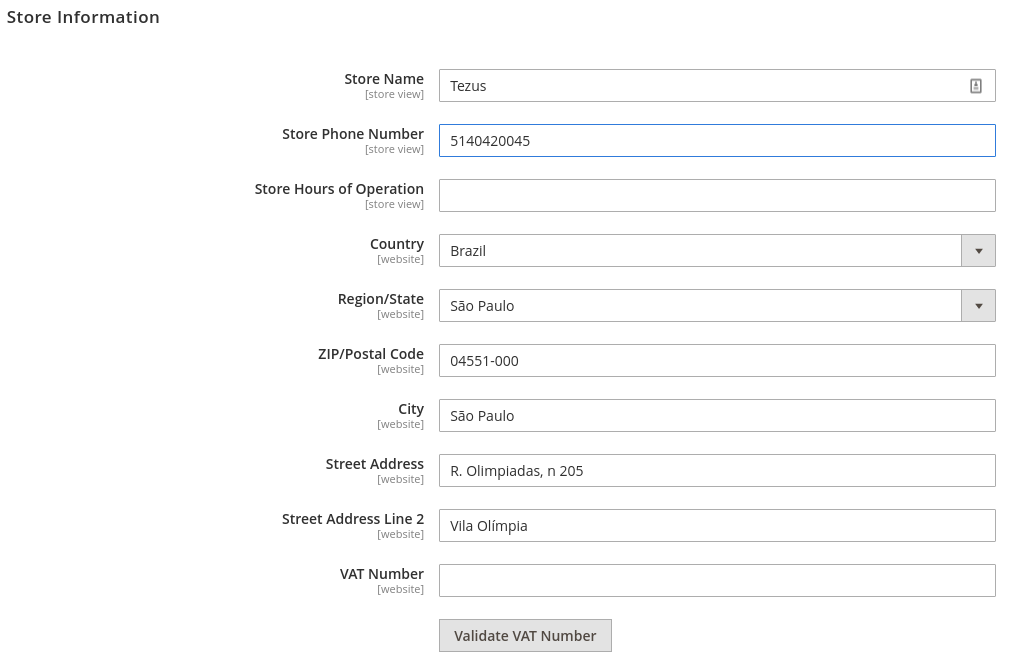 Store Information
Store Name
[store view]
Tezus
Store Phone Number
[store view]
5140420045
Store Hours of Operation
[store view]
Country
[website]
Brazil
Region/State
[website]
São Paulo
ZIP/Postal Code
[website]
04551-000
City
[website]
São Paulo
Street Address
[website]
R. Olimpiadas, n 205
Street Address Line 2
[website]
Vila Olímpia
VAT Number
[website]
Validate VAT Number